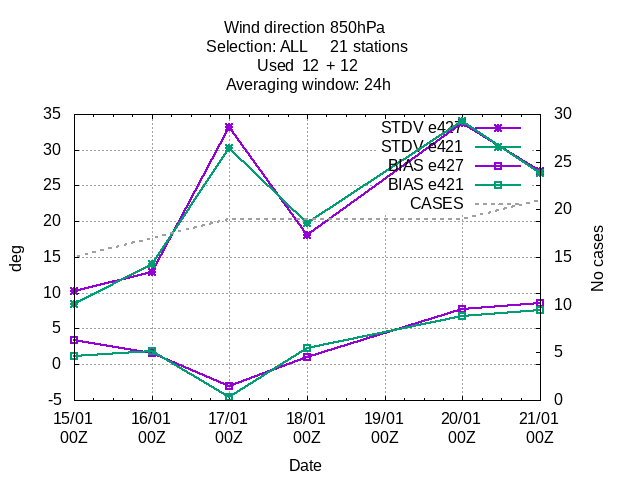 Wind direction 850hPa
Selection: ALL 21 stations
Used 12 + 12
Averaging window: 24h
35
30
25
20
15
10
5
0
-5
deg
30
25
20
15
10
5
0
No cases
STDV e427
STDV e421
BIAS e427
BIAS e421
CASES
15/01 16/01 17/01 18/01 19/01 20/01 21/01
00Z 00Z 00Z 00Z 00Z 00Z 00Z
Date